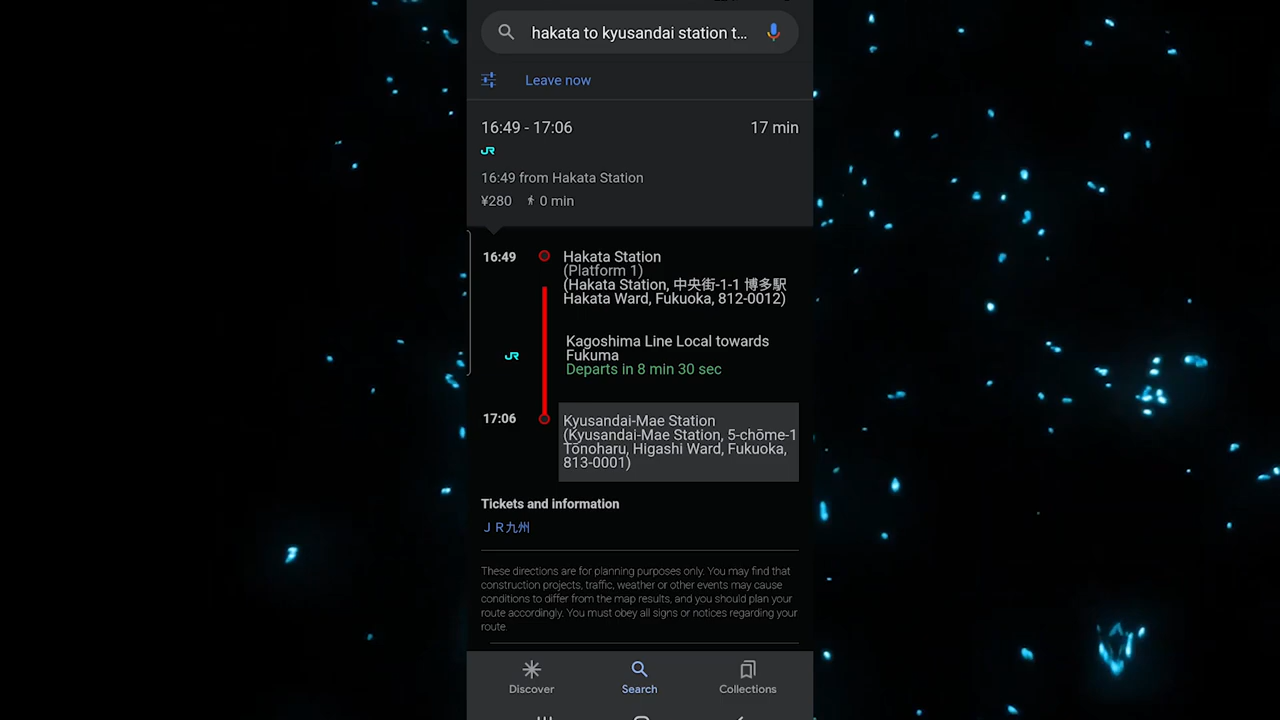 hakata to kyusandai station t…
Leave now
16:49 - 17:06 17 min
JR
16:49 from Hakata Station
¥280 0 min
16:49 Hakata Station
(Platform 1)
(Hakata Station, 中央街-1-1 博多駅
Hakata Ward, Fukuoka, 812-0012)
Kagoshima Line Local towards
JR Fukuma
Departs in 8 min 30 sec
17:06 Kyusandai-Mae Station
(Kyusandai-Mae Station, 5-chōme-1
Tonoharu, Higashi Ward, Fukuoka,
813-0001)
Tickets and information
ＪＲ九州
These directions are for planning purposes only. You may find that
construction projects, traffic, weather or other events may cause
conditions to differ from the map results, and you should plan your
route accordingly. You must obey all signs or notices regarding your
route.
Discover Search Collections